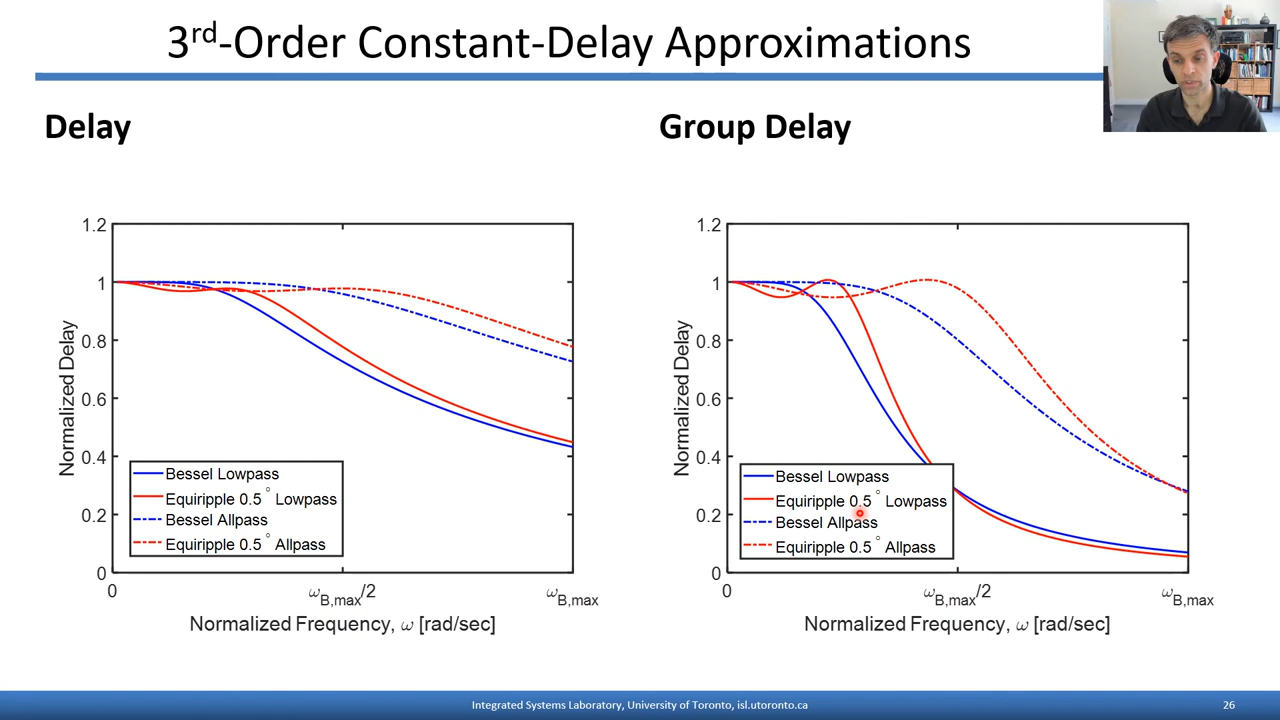 3rd-Order Constant-Delay Approximations
Delay
Group Delay
1.2
1
0.8
0.6
0.4
0.2
0
Normalized Delay
Bessel Lowpass
Equiripple 0.5° Lowpass
Bessel Allpass
Equiripple 0.5° Allpass
0
ωB,max/2
ωB,max
Normalized Frequency, ω [rad/sec]
1.2
1
0.8
0.6
0.4
0.2
0
Normalized Delay
Bessel Lowpass
Equiripple 0.5° Lowpass
Bessel Allpass
Equiripple 0.5° Allpass
0
ωB,max/2
ωB,max
Normalized Frequency, ω [rad/sec]
Integrated Systems Laboratory, University of Toronto, isl.utoronto.ca
26